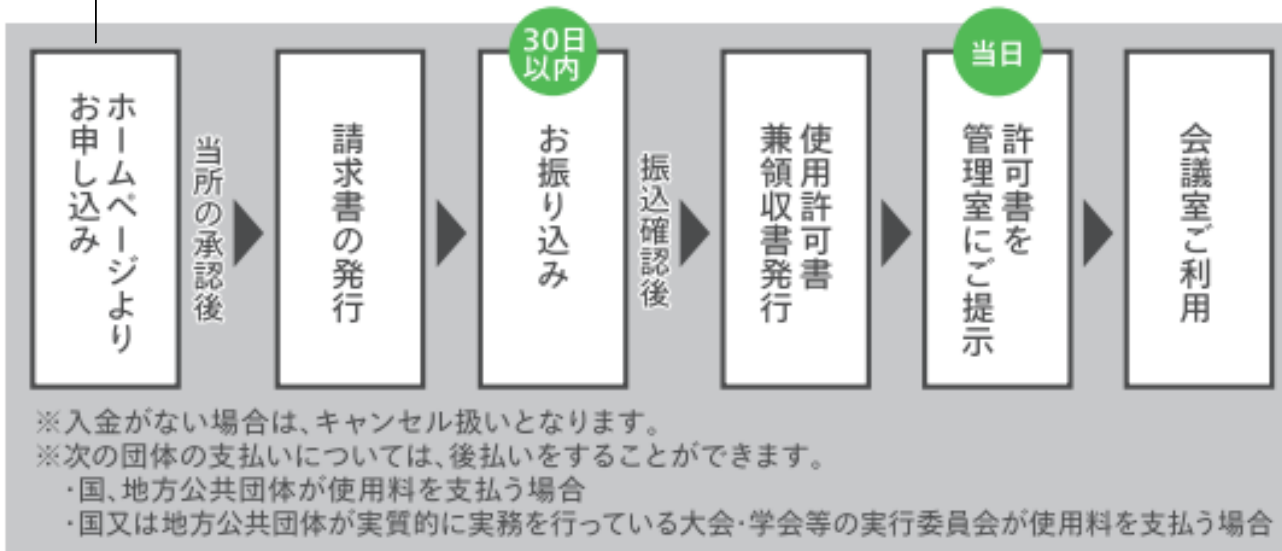 ホームページより
お申し込み
当所の承認後
請求書の発行
30日
以内
お振り込み
振込確認後
使用許可書
兼領収書発行
当日
許可書を
管理室にご提示
会議室ご利用
※入金がない場合は、キャンセル扱いとなります。
※次の団体の支払いについては、後払いをすることができます。
・国、地方公共団体が使用料を支払う場合
・国又は地方公共団体が実質的に実務を行っている大会・学会等の実行委員会が使用料を支払う場合